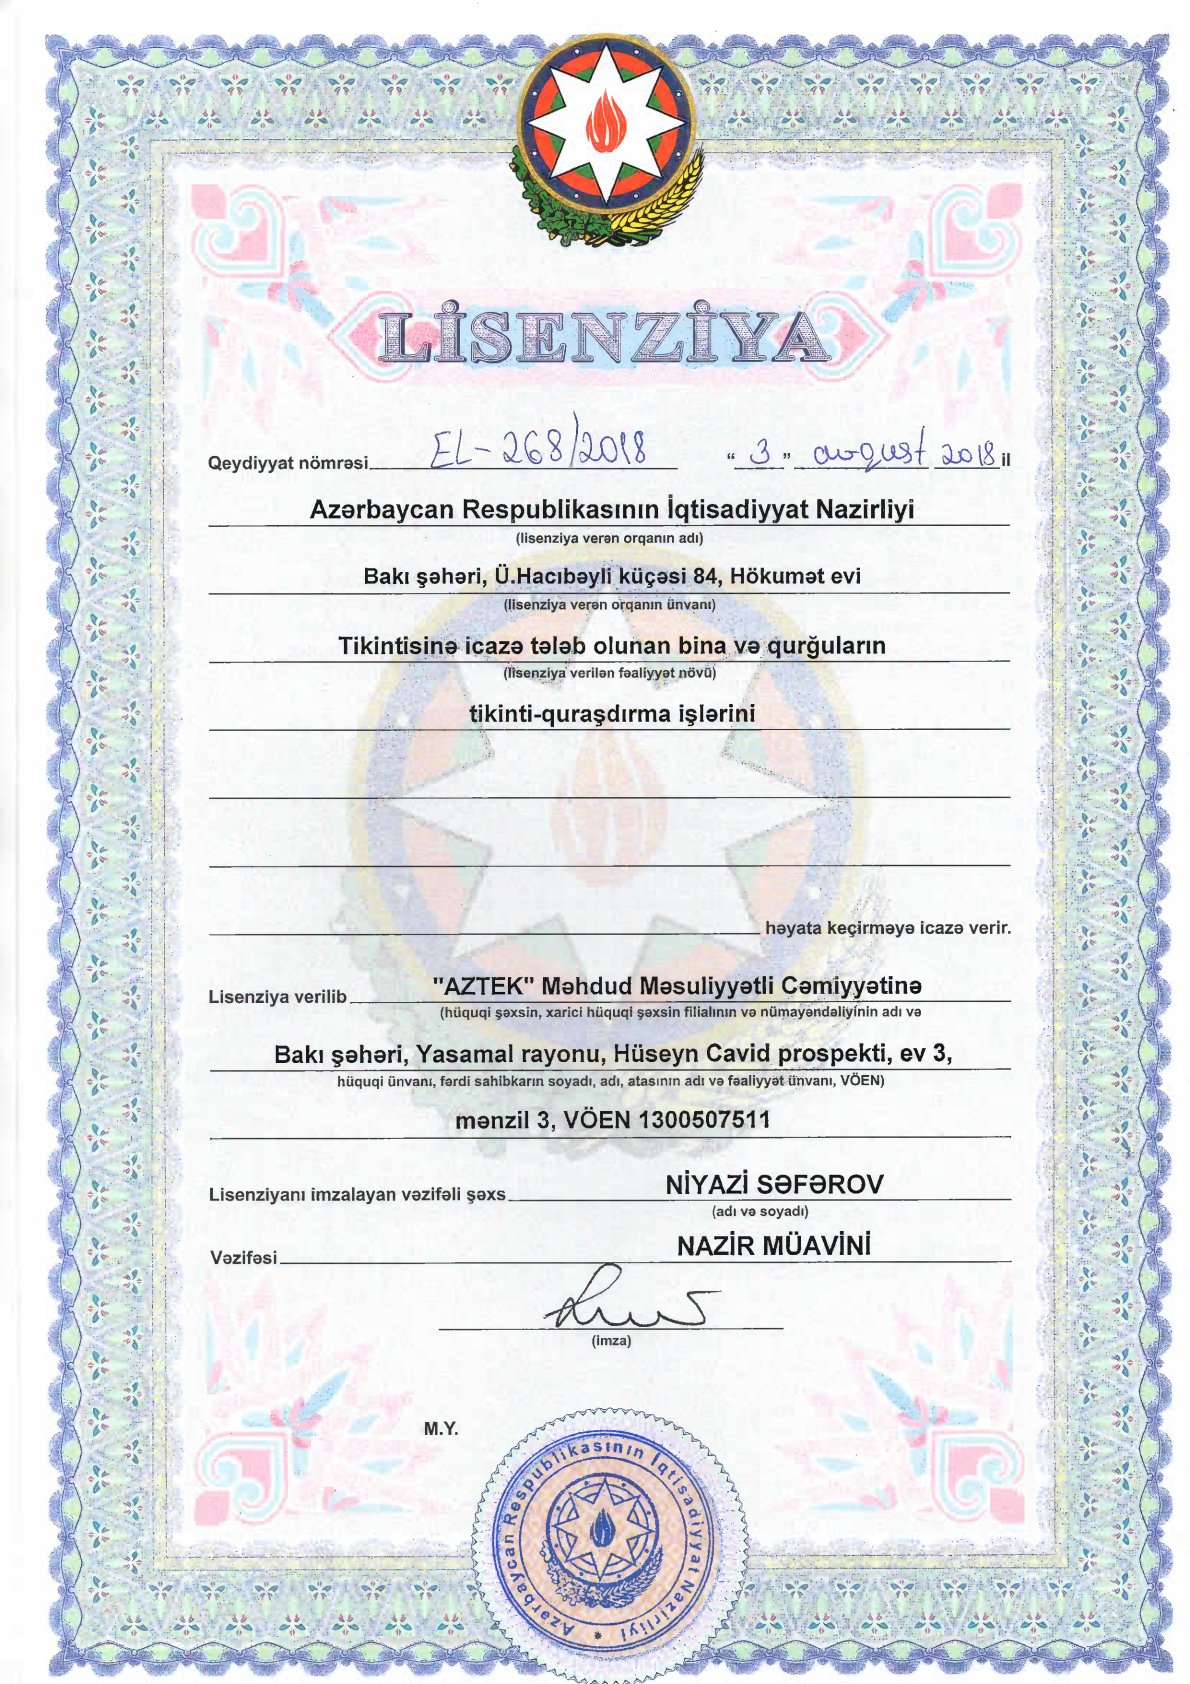 LİSENZİYA
Qeydiyyat nömrəsi EL-268/2018 " 3 " avqust 2018 il
Azərbaycan Respublikasının İqtisadiyyat Nazirliyi
(lisenziya verən orqanın adı)
Bakı şəhəri, Ü.Hacıbəyli küçəsi 84, Hökumət evi
(lisenziya verən orqanın ünvanı)
Tikintisinə icazə tələb olunan bina və qurğuların
(lisenziya verilən fəaliyyət növü)
tikinti-quraşdırma işlərini
həyata keçirməyə icazə verir.
Lisenziya verilib "AZTEK" Məhdud Məsuliyyətli Cəmiyyətinə
(hüquqi şəxsin, xarici hüquqi şəxsin filialının və nümayəndəliyinin adı və
Bakı şəhəri, Yasamal rayonu, Hüseyn Cavid prospekti, ev 3,
hüquqi ünvanı, fərdi sahibkarın soyadı, adı, atasının adı və fəaliyyət ünvanı, VÖEN)
mənzil 3, VÖEN 1300507511
Lisenziyanı imzalayan vəzifəli şəxs NİYAZİ SƏFƏROV
(adı və soyadı)
Vəzifəsi NAZİR MÜAVİNİ
(imza)
M.Y.
Azərbaycan Respublikasının İqtisadiyyat Nazirliyi *